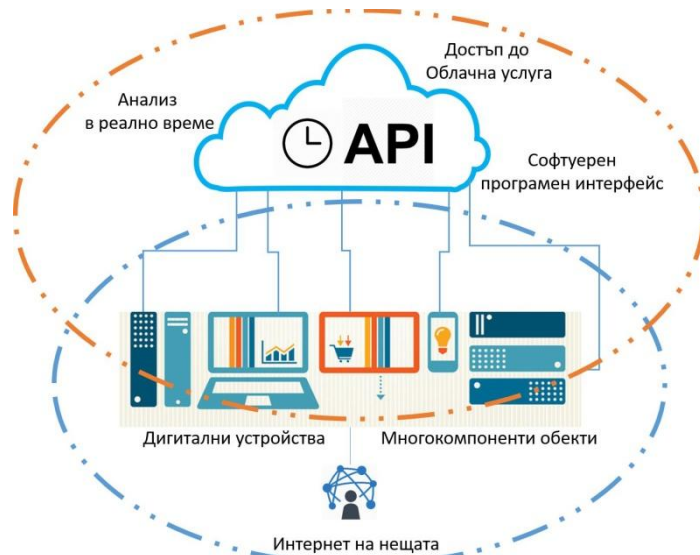 Достъп до
Облачна услуга
Анализ
в реално време
API
Софтуерен
програмен интерфейс
Дигитални устройства
Многокомпоненти обекти
Интернет на нещата